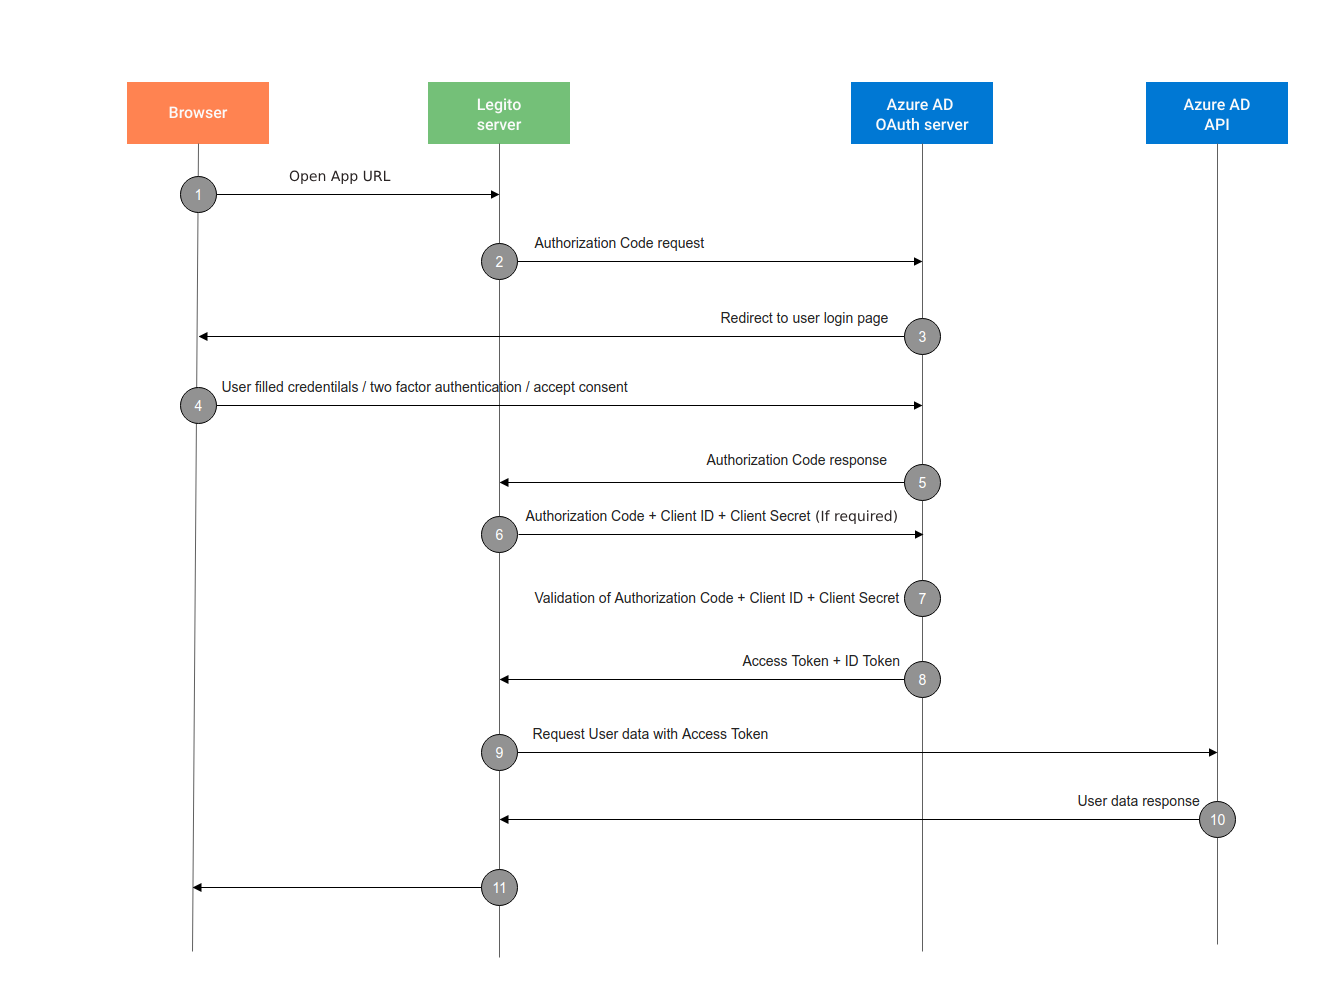 Browser
Legito
server
Azure AD
OAuth server
Azure AD
API
Open App URL
1
Authorization Code request
2
Redirect to user login page
3
User filled credentilals / two factor authentication / accept consent
4
Authorization Code response
5
Authorization Code + Client ID + Client Secret (If required)
6
Validation of Authorization Code + Client ID + Client Secret
7
Access Token + ID Token
8
Request User data with Access Token
9
User data response
10
11